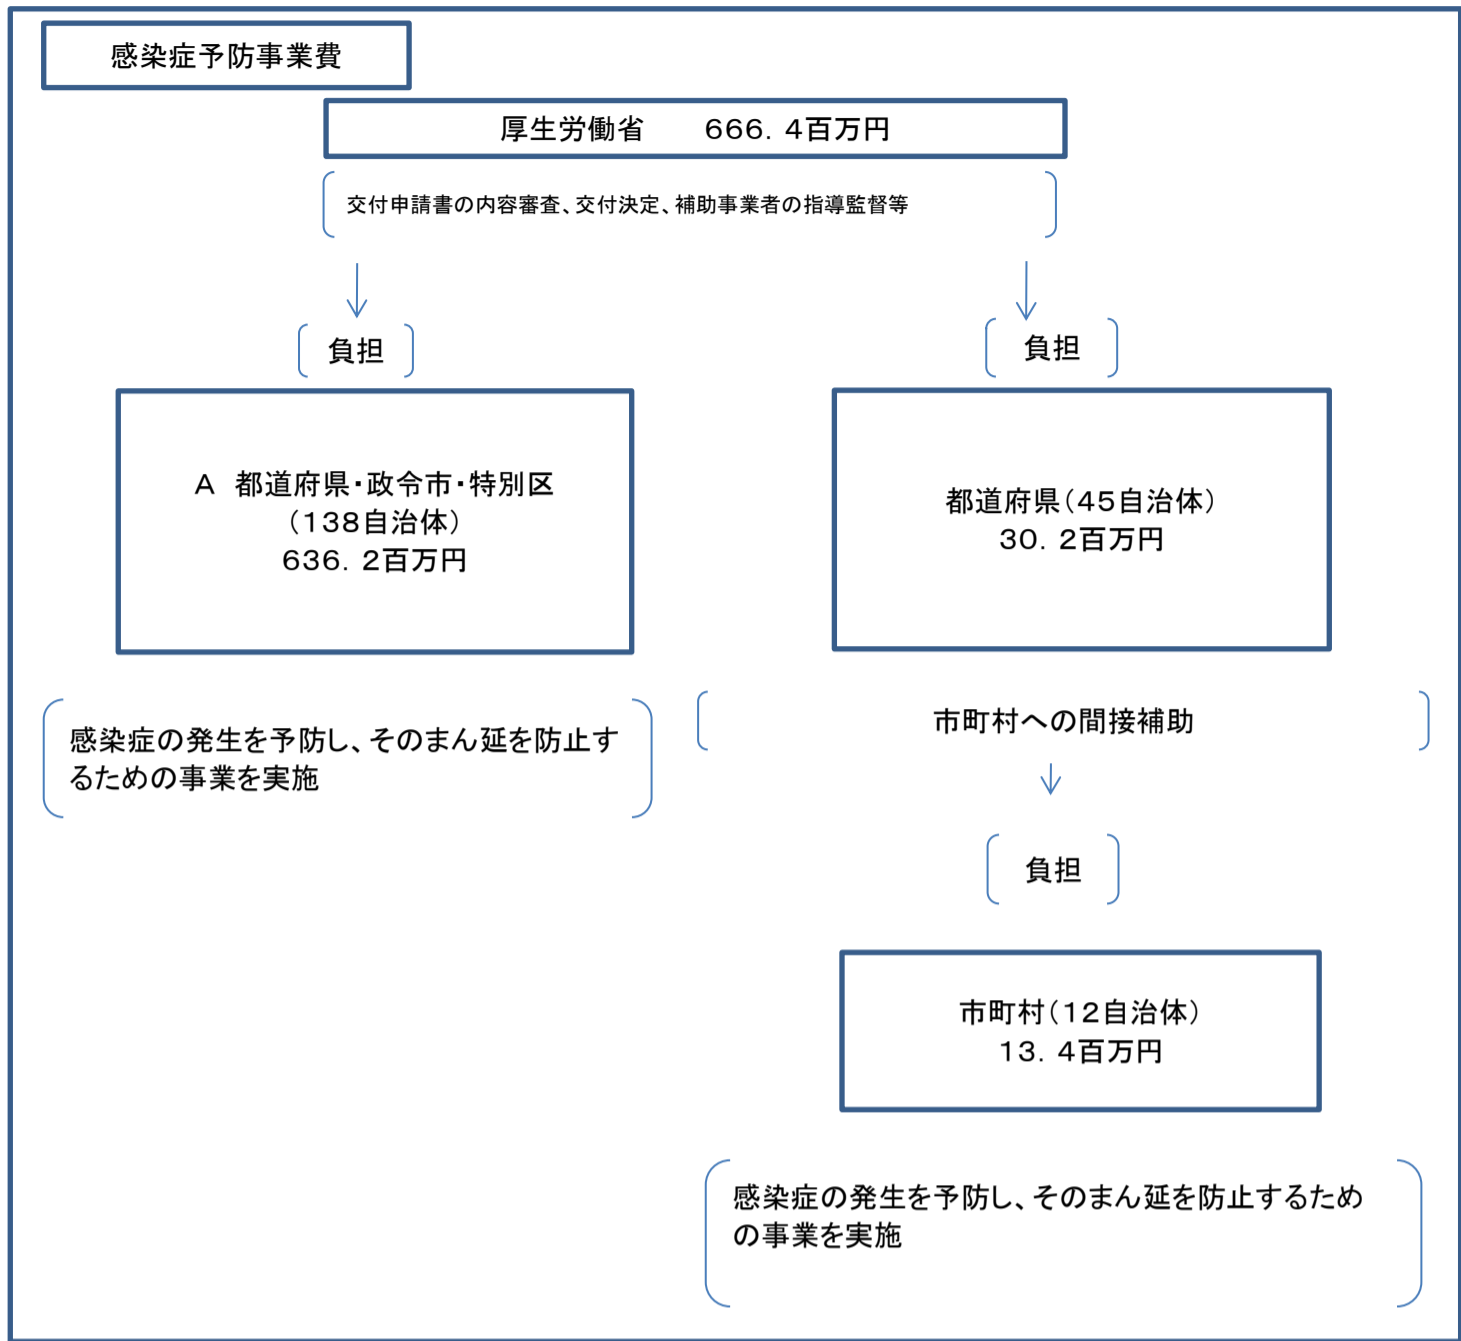 感染症予防事業費
厚生労働省　　666．4百万円
交付申請書の内容審査、交付決定、補助事業者の指導監督等
負担
負担
A　都道府県・政令市・特別区
（138自治体）
636．2百万円
都道府県（45自治体）
30．2百万円
感染症の発生を予防し、そのまん延を防止す
るための事業を実施
市町村への間接補助
負担
市町村（12自治体）
13．4百万円
感染症の発生を予防し、そのまん延を防止するため
の事業を実施